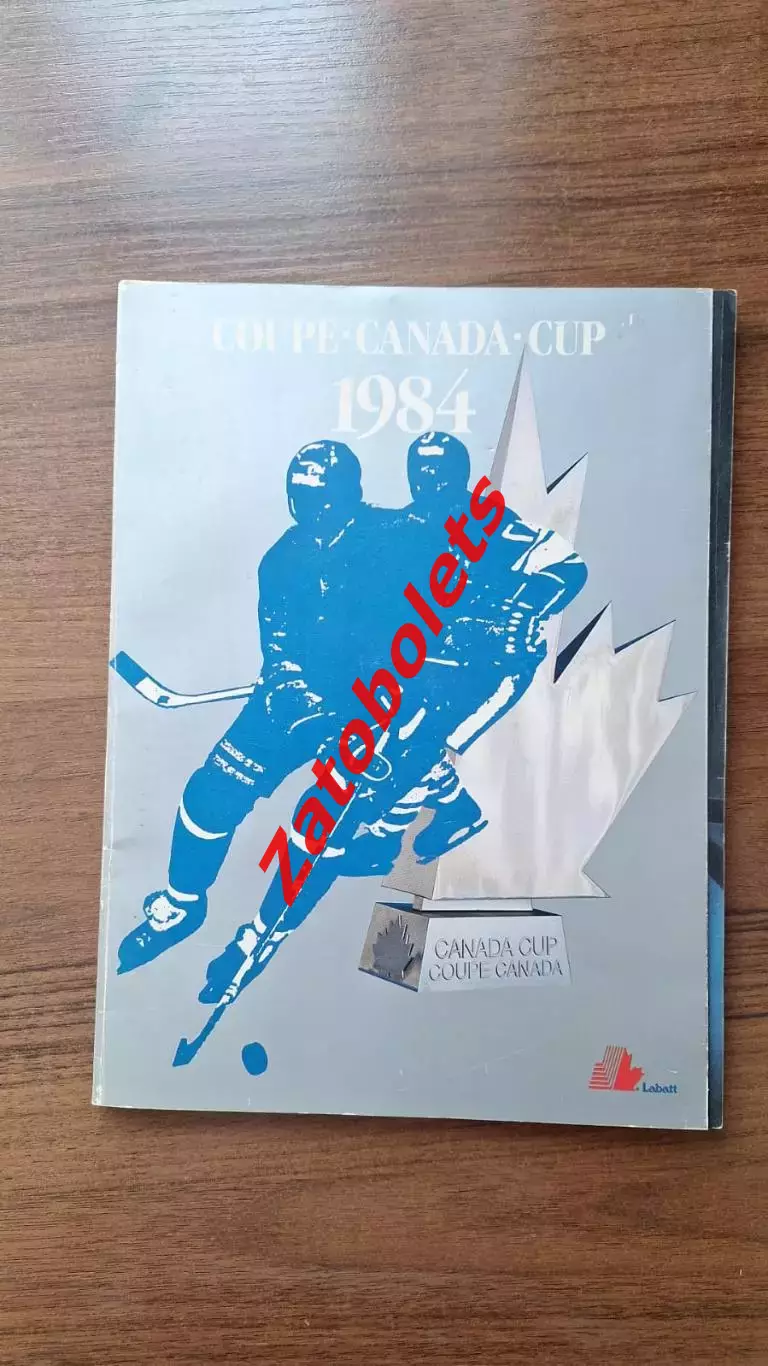 COUPE·CANADA·CUP
1984
Zatobolets
CANADA CUP
COUPE CANADA
Labatt